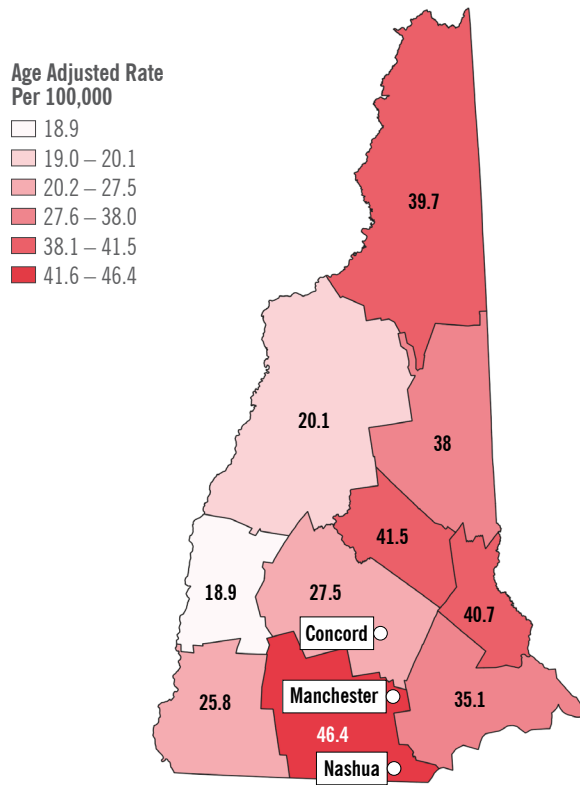 Age Adjusted Rate
Per 100,000
18.9
19.0 – 20.1
20.2 – 27.5
27.6 – 38.0
38.1 – 41.5
41.6 – 46.4
39.7
20.1
38
41.5
18.9
27.5
40.7
Concord
25.8
Manchester
35.1
46.4
Nashua